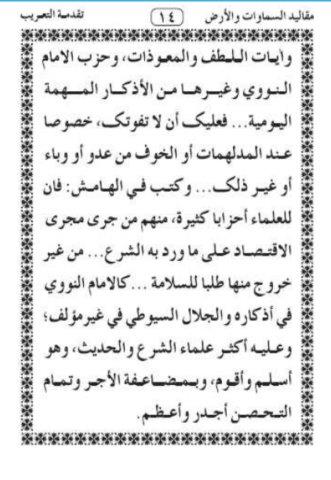 مقاليد السماوات والأرض ١٤ تقدمة التعريب
وآيات اللطف والمعوذات، وحزب الامام
النووي وغيرها من الأذكار المهمة
اليومية... فعليك أن لا تفوتك، خصوصا
عند المدلهمات أو الخوف من عدو أو وباء
أو غير ذلك... وكتب في الهامش: فان
للعلماء أحزابا كثيرة، منهم من جرى مجرى
الاقتصاد على ما ورد به الشرع... من غير
خروج منها طلبا للسلامة ...كالامام النووي
في أذكاره والجلال السيوطي في غير مؤلف؛
وعليه أكثر علماء الشرع والحديث، وهو
أسلم وأقوم، وبمضاعفة الأجر وتمام
التحصن أجدر وأعظم.